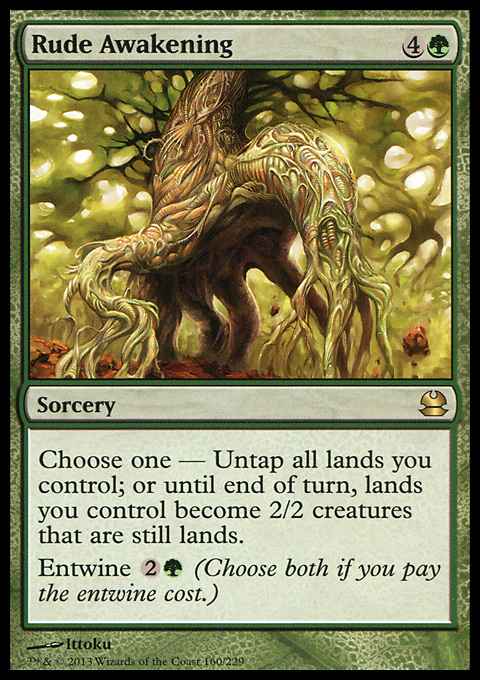 Rude Awakening 4
Sorcery
Choose one — Untap all lands you
control; or until end of turn, lands
you control become 2/2 creatures
that are still lands.
Entwine 2 (Choose both if you pay
the entwine cost.)
Ittoku
™ & © 2013 Wizards of the Coast 160/229